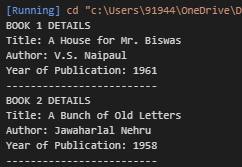 [Running] cd "c:\Users\91944\OneDrive\D
BOOK 1 DETAILS
Title: A House for Mr. Biswas
Author: V.S. Naipaul
Year of Publication: 1961
-------------------------
BOOK 2 DETAILS
Title: A Bunch of Old Letters
Author: Jawaharlal Nehru
Year of Publication: 1958
-------------------------